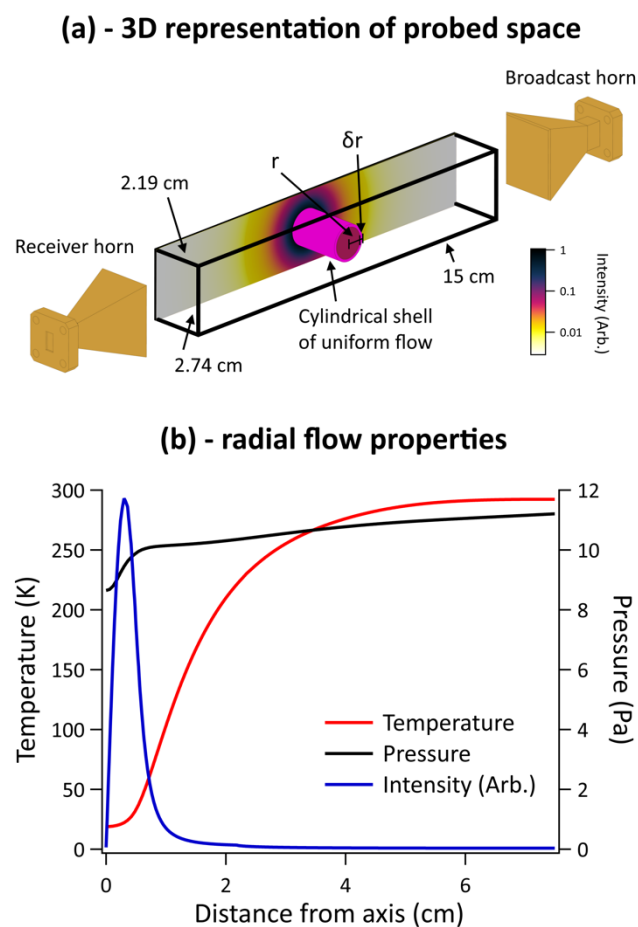 (a) - 3D representation of probed space
Broadcast horn
δr
r
2.19 cm
Receiver horn
15 cm
Cylindrical shell
of uniform flow
2.74 cm
1
0.1
0.01
Intensity (Arb.)
(b) - radial flow properties
300
250
200
150
100
50
0
Temperature (K)
12
10
8
6
4
2
0
Pressure (Pa)
Temperature
Pressure
Intensity (Arb.)
0
2
4
6
Distance from axis (cm)